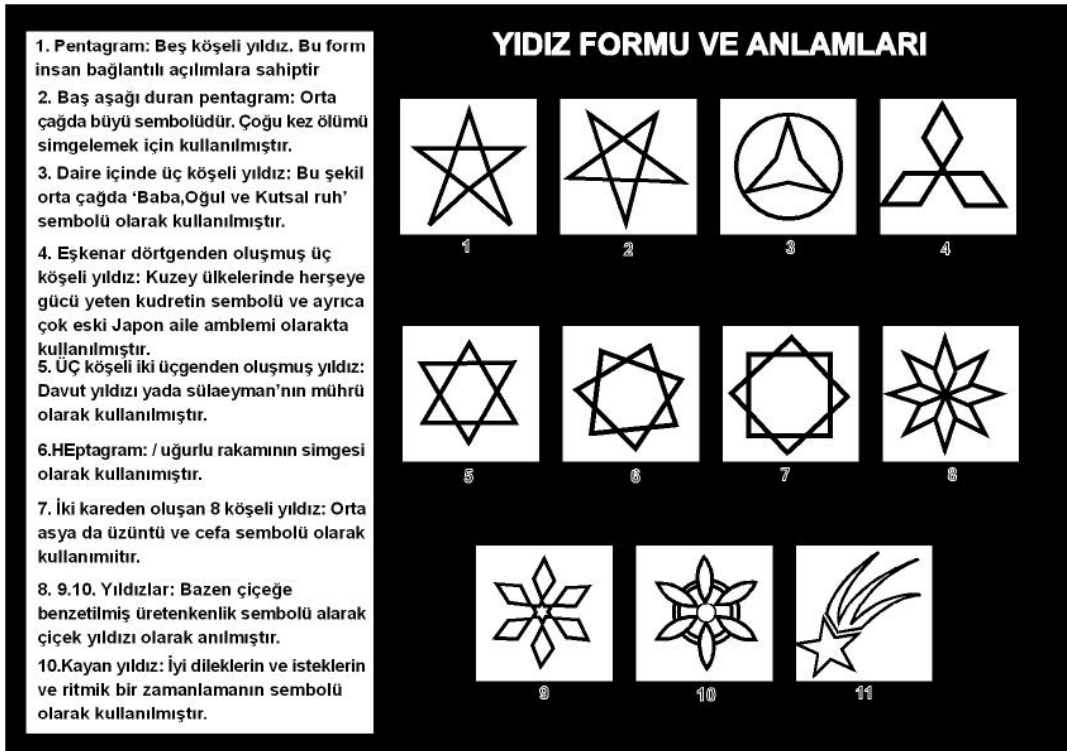 YIDIZ FORMU VE ANLAMLARI
1. Pentagram: Beş köşeli yıldız. Bu form
insan bağlantılı açılımlara sahiptir
2. Baş aşağı duran pentagram: Orta
çağda büyü sembolüdür. Çoğu kez ölümü
simgelemek için kullanılmıştır.
3. Daire içinde üç köşeli yıldız: Bu şekil
orta çağda ‘Baba,Oğul ve Kutsal ruh’
sembolü olarak kullanılmıştır.
4. Eşkenar dörtgenden oluşmuş üç
köşeli yıldız: Kuzey ülkelerinde herşeye
gücü yeten kudretin sembolü ve ayrıca
çok eski Japon aile amblemi olarakta
kullanılmıştır.
5. ÜÇ köşeli iki üçgenden oluşmuş yıldız:
Davut yıldızı yada sülaeyman’nın mührü
olarak kullanılmıştır.
6.HEptagram: / uğurlu rakamının simgesi
olarak kullanımıştır.
7. İki kareden oluşan 8 köşeli yıldız: Orta
asya da üzüntü ve cefa sembolü olarak
kullanımıitır.
8. 9.10. Yıldızlar: Bazen çiçeğe
benzetilmiş üretenkenlik sembolü alarak
çiçek yıldızı olarak anılmıştır.
10.Kayan yıldız: İyi dileklerin ve isteklerin
ve ritmik bir zamanlamanın sembolü
olarak kullanılmıştır.
1 2 3 4
5 6 7 8
9 10 11